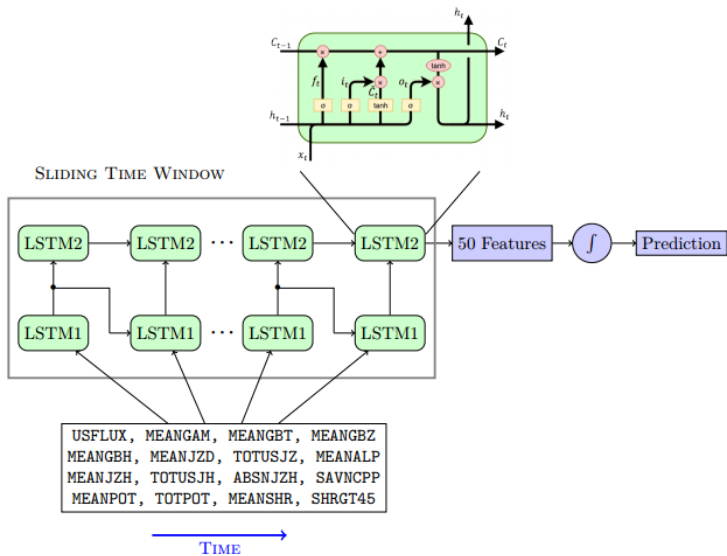 h_t
C_{t-1} × + C_t
tanh
f_t i_t × C̃_t o_t ×
σ σ tanh σ
h_{t-1} h_t
x_t
SLIDING TIME WINDOW
LSTM2 LSTM2 ··· LSTM2 LSTM2 50 Features ∫ Prediction
LSTM1 LSTM1 ··· LSTM1 LSTM1
USFLUX, MEANGAM, MEANGBT, MEANGBZ
MEANGBH, MEANJZD, TOTUSJZ, MEANALP
MEANJZH, TOTUSJH, ABSNJZH, SAVNCPP
MEANPOT, TOTPOT, MEANSHR, SHRGT45
TIME